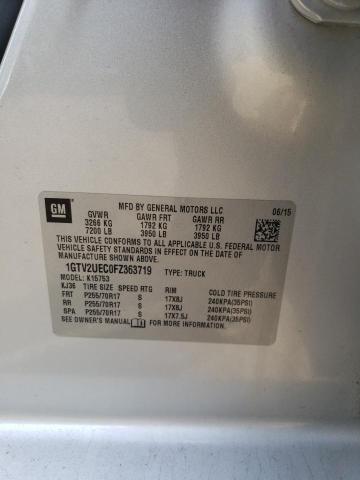 GM
MFD BY GENERAL MOTORS LLC 06/15
GVWR GAWR FRT GAWR RR
3266 KG 1792 KG 1792 KG
7200 LB 3950 LB 3950 LB
THIS VEHICLE CONFORMS TO ALL APPLICABLE U.S. FEDERAL MOTOR
VEHICLE SAFETY STANDARDS IN EFFECT ON THE DATE OF
MANUFACTURE SHOWN ABOVE.
1GTV2UEC0FZ363719 TYPE: TRUCK
MODEL: K15753
KJ36 TIRE SIZE SPEED RTG RIM COLD TIRE PRESSURE
FRT P255/70R17 S 17X8J 240KPA(35PSI)
RR P255/70R17 S 17X8J 240KPA(35PSI)
SPA P255/70R17 S 17X7.5J 240KPA(35PSI)
SEE OWNER'S MANUAL FOR MORE INFORMATION.